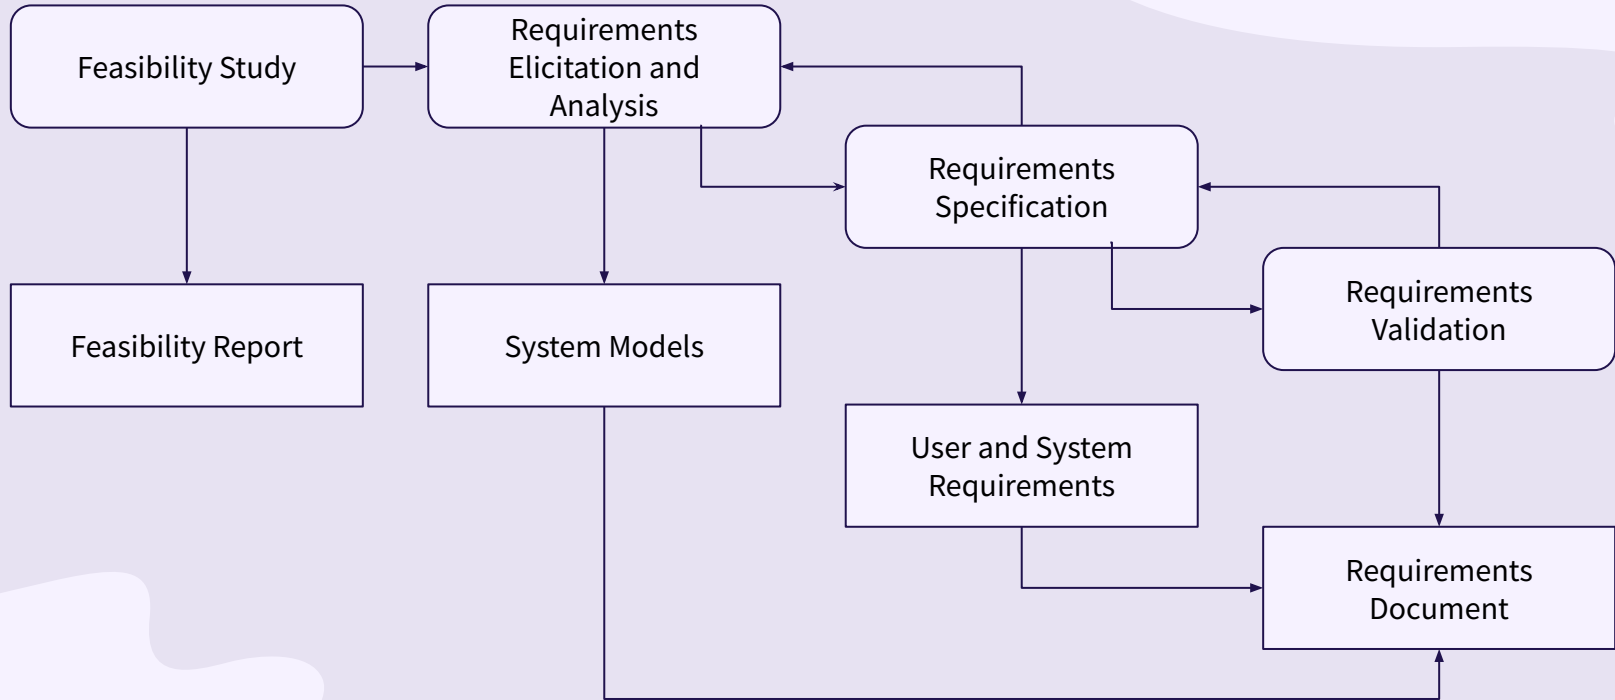 Feasibility Study
Requirements
Elicitation and
Analysis
Requirements
Specification
Requirements
Validation
Feasibility Report
System Models
User and System
Requirements
Requirements
Document